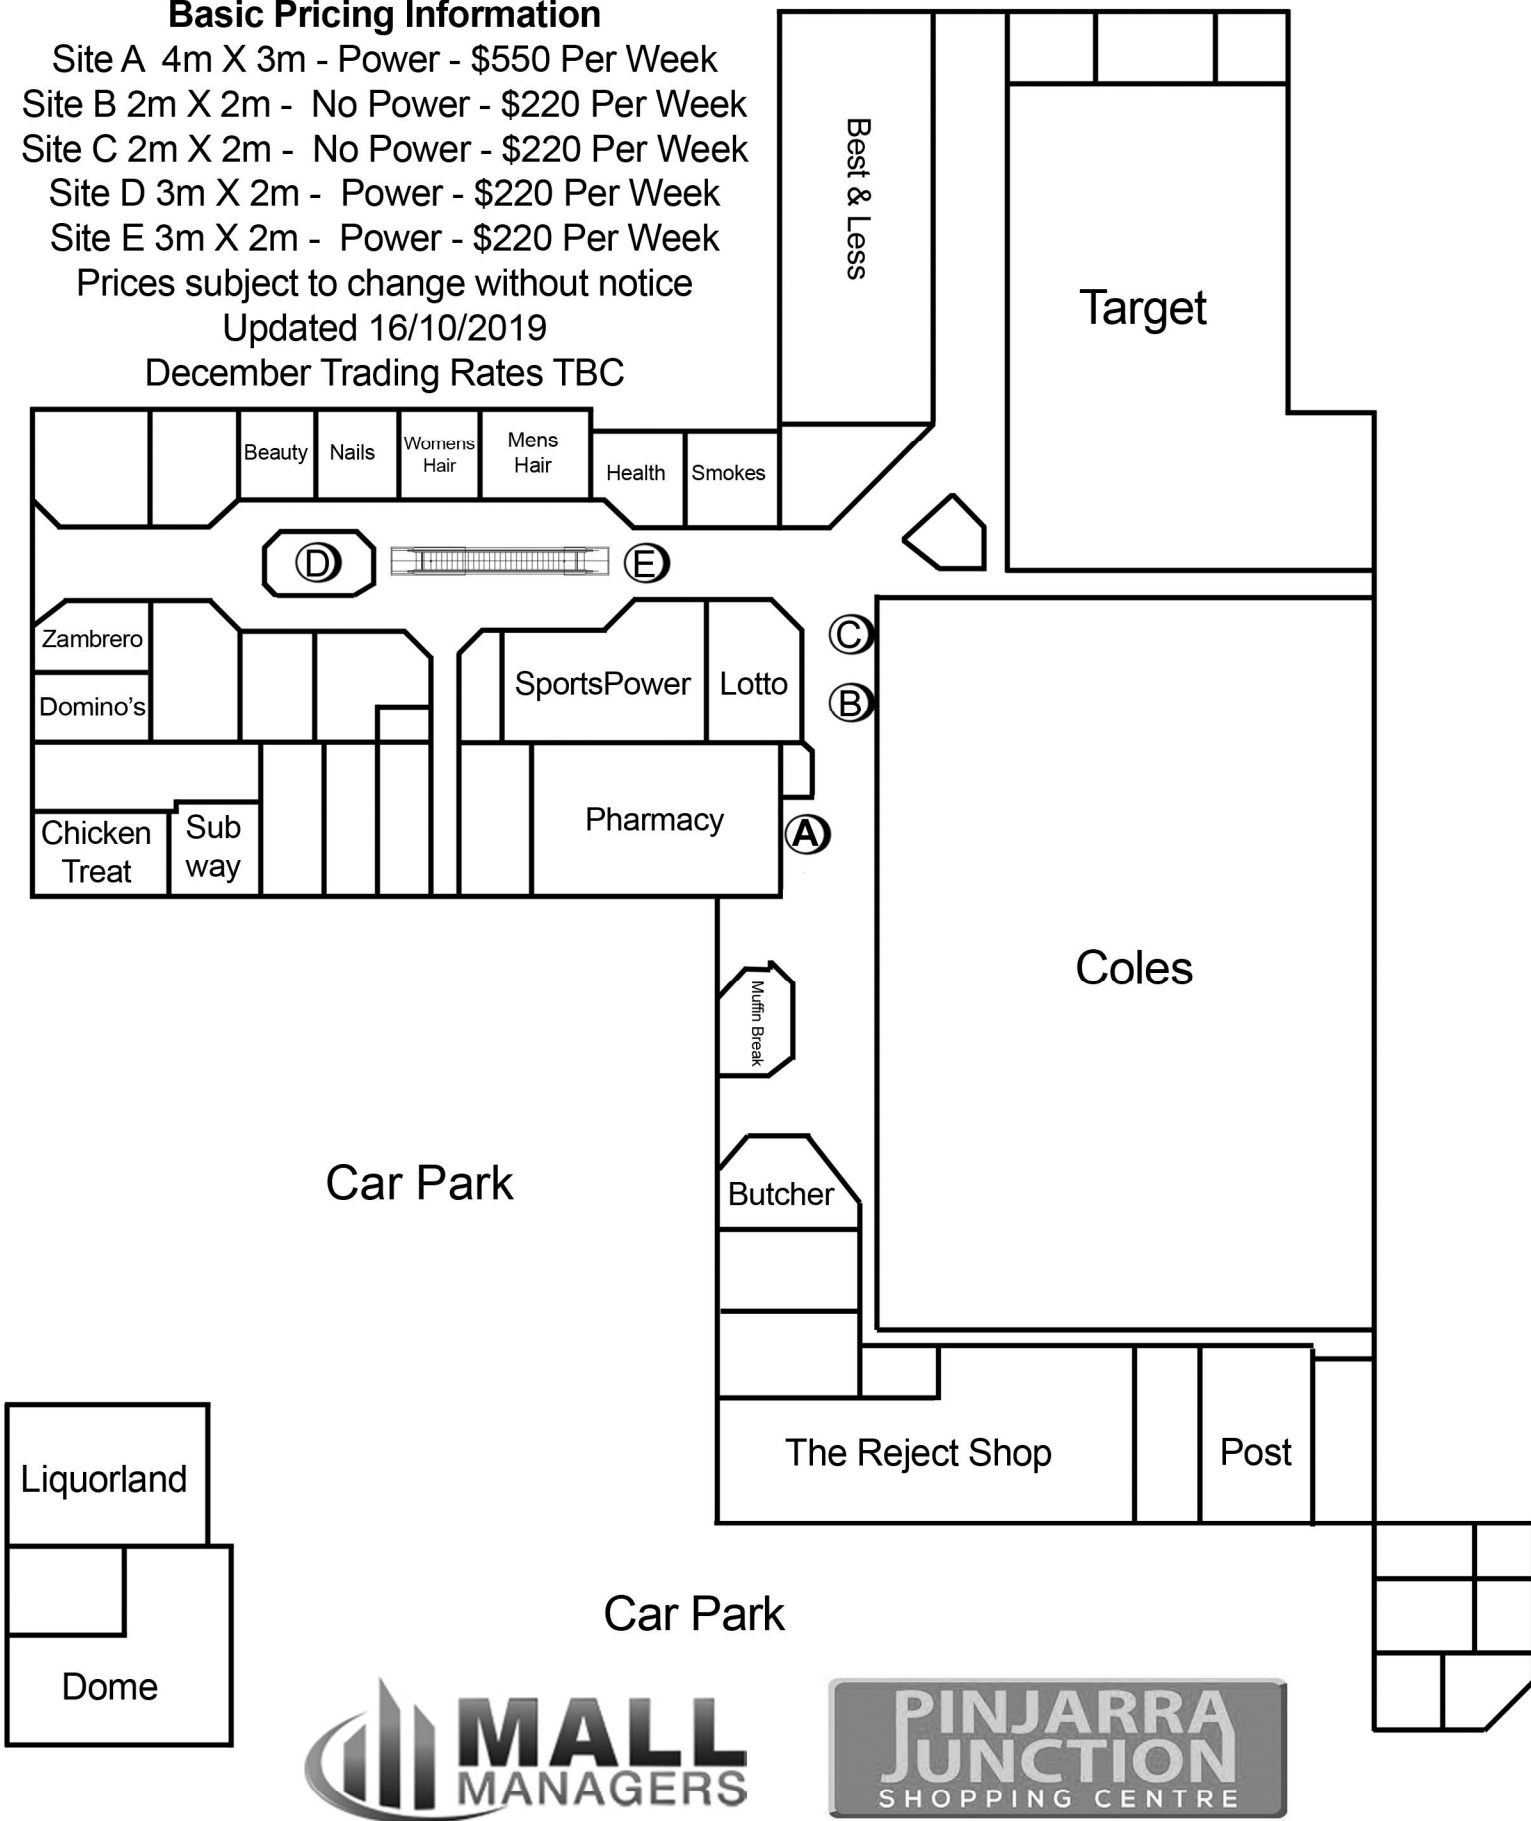 Basic Pricing Information
Site A 4m X 3m - Power - $550 Per Week
Site B 2m X 2m - No Power - $220 Per Week
Site C 2m X 2m - No Power - $220 Per Week
Site D 3m X 2m - Power - $220 Per Week
Site E 3m X 2m - Power - $220 Per Week
Prices subject to change without notice
Updated 16/10/2019
December Trading Rates TBC
Best & Less
Target
Beauty
Nails
Womens
Hair
Mens
Hair
Health
Smokes
D
E
Zambrero
Domino's
SportsPower
Lotto
C
B
Chicken
Treat
Sub
way
Pharmacy
A
Coles
Muffin Break
Car Park
Butcher
Liquorland
The Reject Shop
Post
Car Park
Dome
MALL
MANAGERS
PINJARRA
JUNCTION
SHOPPING CENTRE